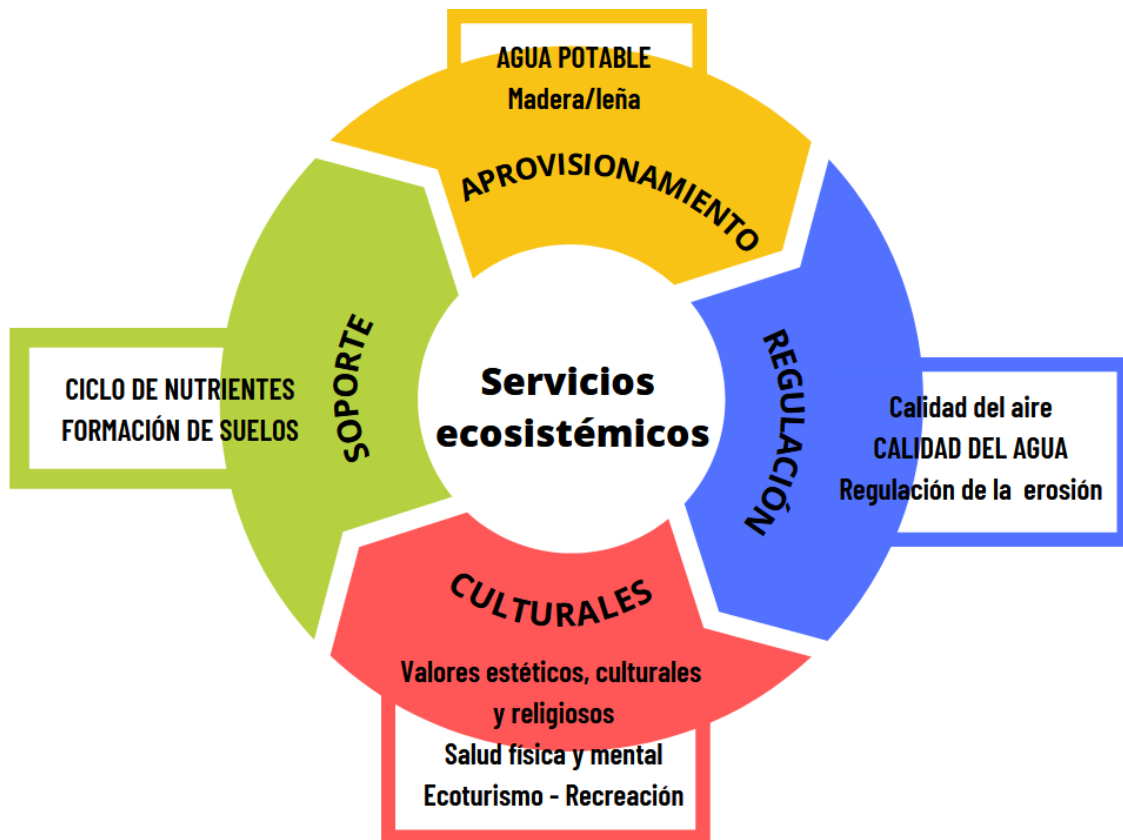 AGUA POTABLE
Madera/leña
APROVISIONAMIENTO
SOPORTE
CICLO DE NUTRIENTES
FORMACIÓN DE SUELOS
Servicios
ecosistémicos
REGULACIÓN
Calidad del aire
CALIDAD DEL AGUA
Regulación de la erosión
CULTURALES
Valores estéticos, culturales
y religiosos
Salud física y mental
Ecoturismo - Recreación